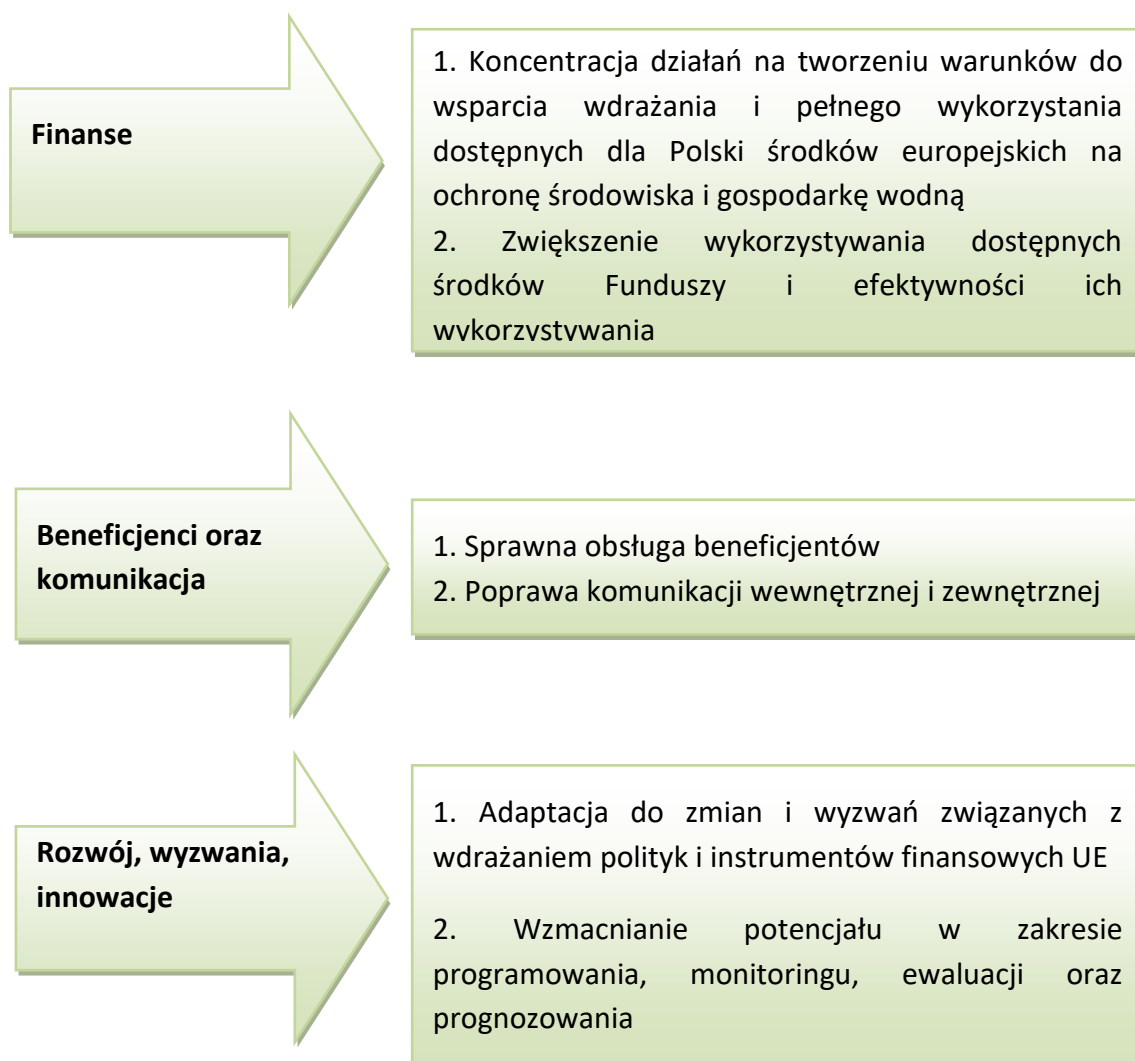 Finanse
1. Koncentracja działań na tworzeniu warunków do
wsparcia wdrażania i pełnego wykorzystania
dostępnych dla Polski środków europejskich na
ochronę środowiska i gospodarkę wodną
2. Zwiększenie wykorzystywania dostępnych
środków Funduszy i efektywności ich
wykorzystywania
Beneficjenci oraz
komunikacja
1. Sprawna obsługa beneficjentów
2. Poprawa komunikacji wewnętrznej i zewnętrznej
Rozwój, wyzwania,
innowacje
1. Adaptacja do zmian i wyzwań związanych z
wdrażaniem polityk i instrumentów finansowych UE
2. Wzmacnianie potencjału w zakresie
programowania, monitoringu, ewaluacji oraz
prognozowania